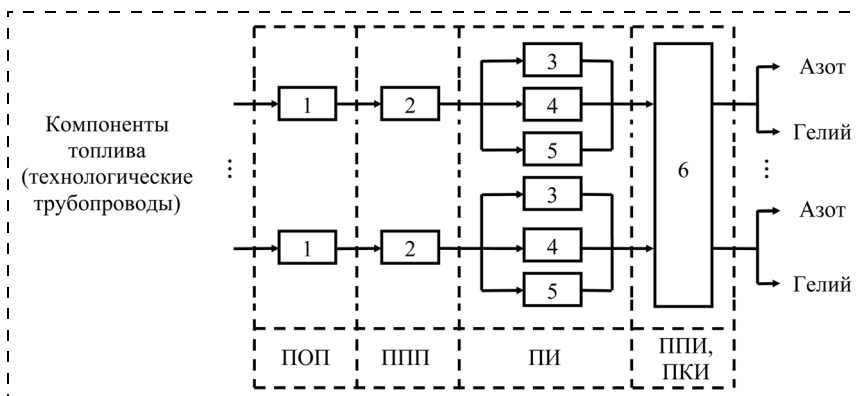 Компоненты
топлива
(технологические
трубопроводы)
...
1
2
3
4
5
1
2
3
4
5
6
Азот
Гелий
...
Азот
Гелий
ПОП
ППП
ПИ
ППИ,
ПКИ